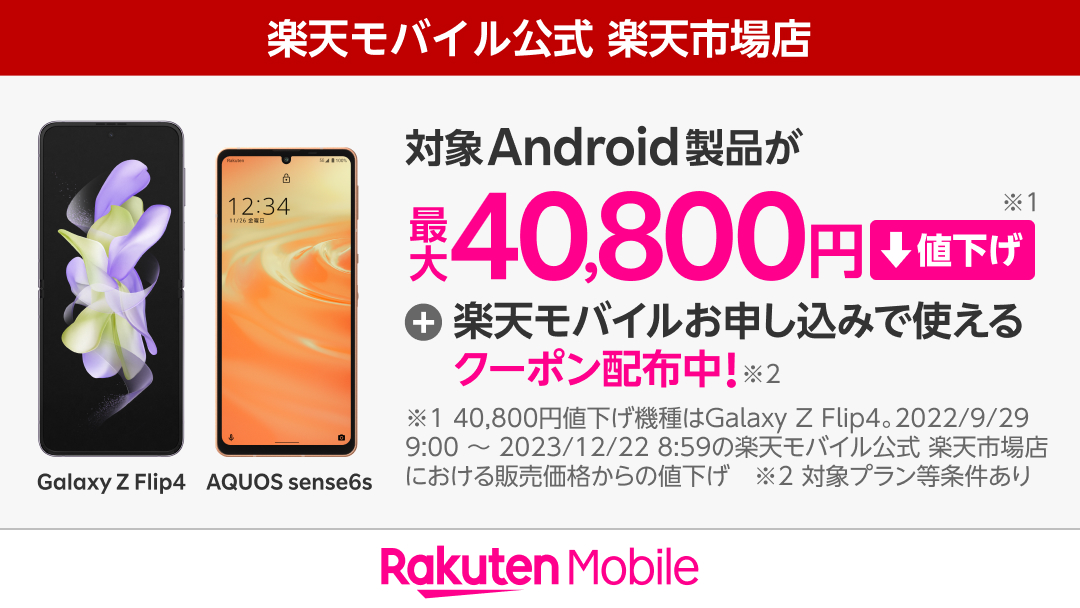 楽天モバイル公式 楽天市場店
対象Android製品が
最大40,800円 値下げ ※1
楽天モバイルお申し込みで使える
クーポン配布中!※2
※1 40,800円値下げ機種はGalaxy Z Flip4。2022/9/29
9:00 ～ 2023/12/22 8:59の楽天モバイル公式 楽天市場店
における販売価格からの値下げ ※2 対象プラン等条件あり
Rakuten 100%
12:34
11/26 金曜日
Galaxy Z Flip4 AQUOS sense6s
Rakuten Mobile